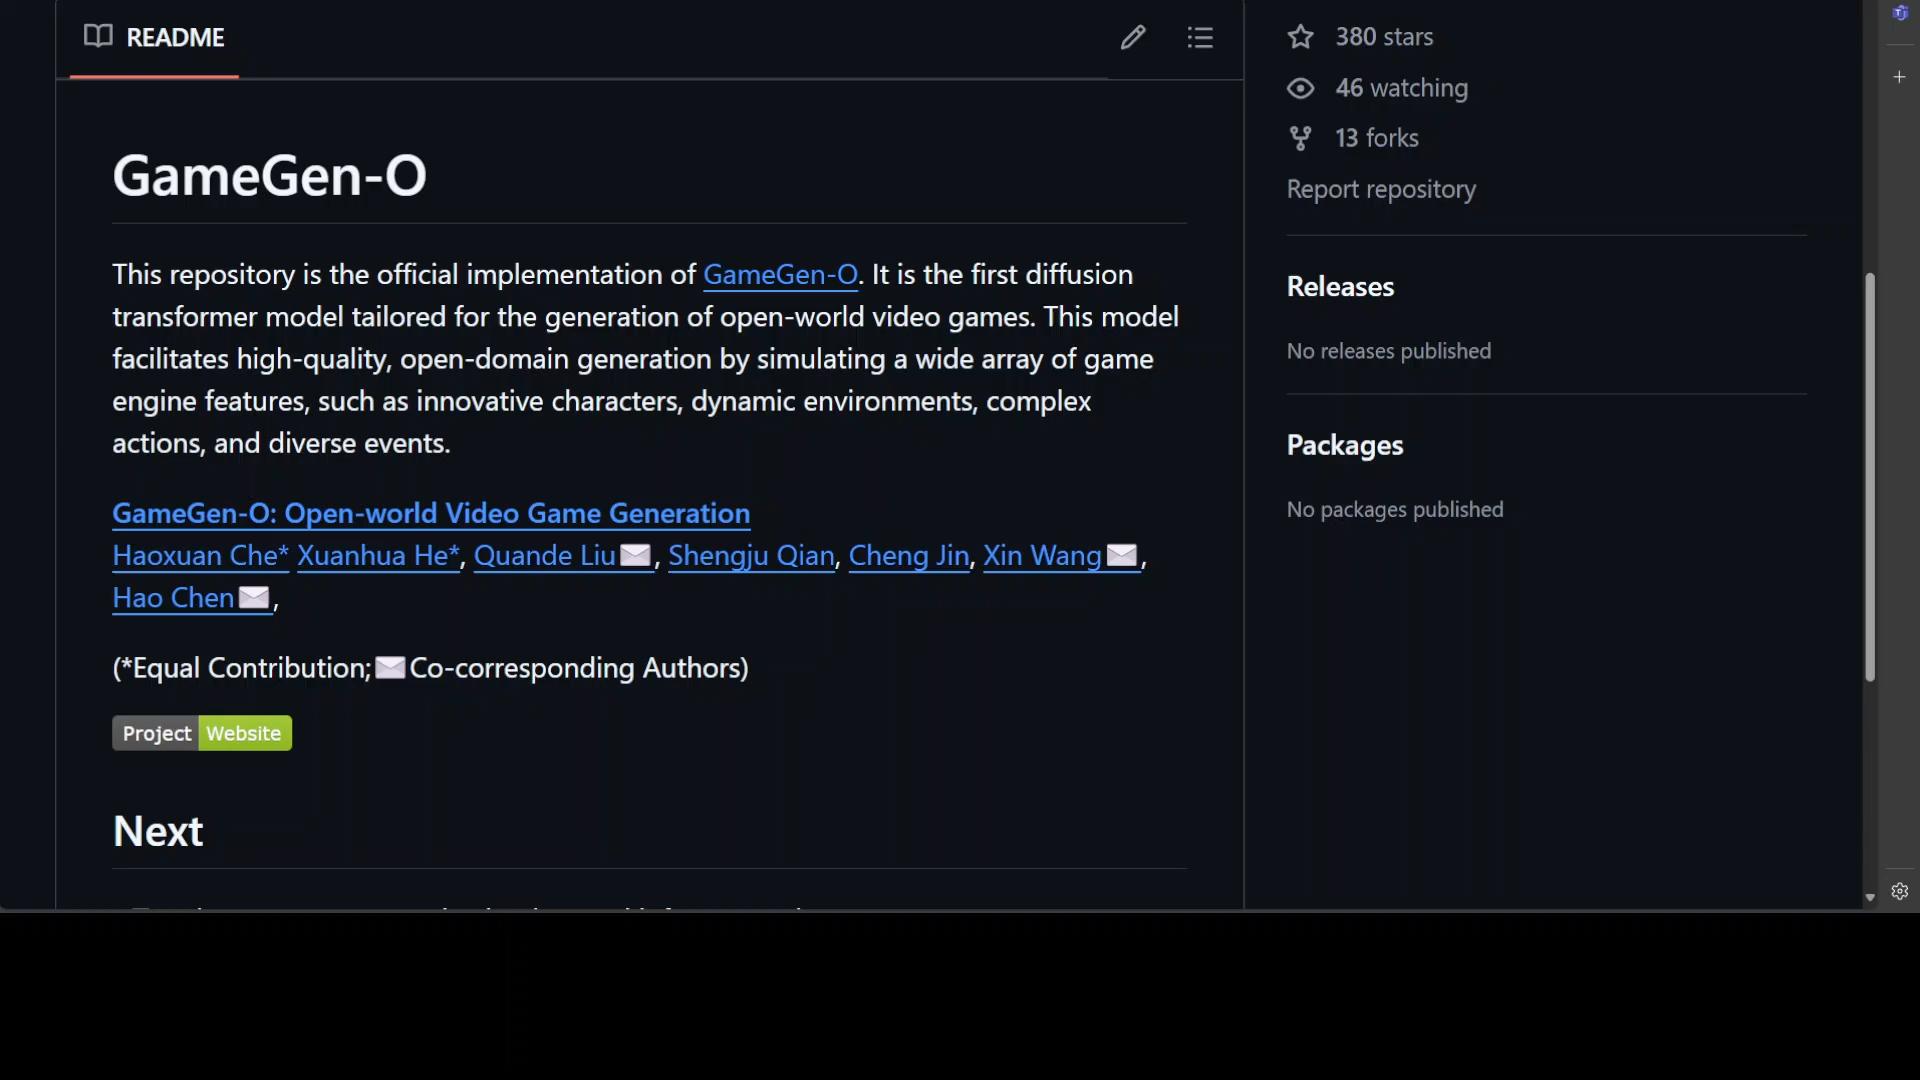 README
GameGen-O
This repository is the official implementation of GameGen-O. It is the first diffusion
transformer model tailored for the generation of open-world video games. This model
facilitates high-quality, open-domain generation by simulating a wide array of game
engine features, such as innovative characters, dynamic environments, complex
actions, and diverse events.
GameGen-O: Open-world Video Game Generation
Haoxuan Che* Xuanhua He*, Quande Liu✉️, Shengju Qian, Cheng Jin, Xin Wang✉️,
Hao Chen✉️,
(*Equal Contribution;✉️Co-corresponding Authors)
Project Website
Next
380 stars
46 watching
13 forks
Report repository
Releases
No releases published
Packages
No packages published